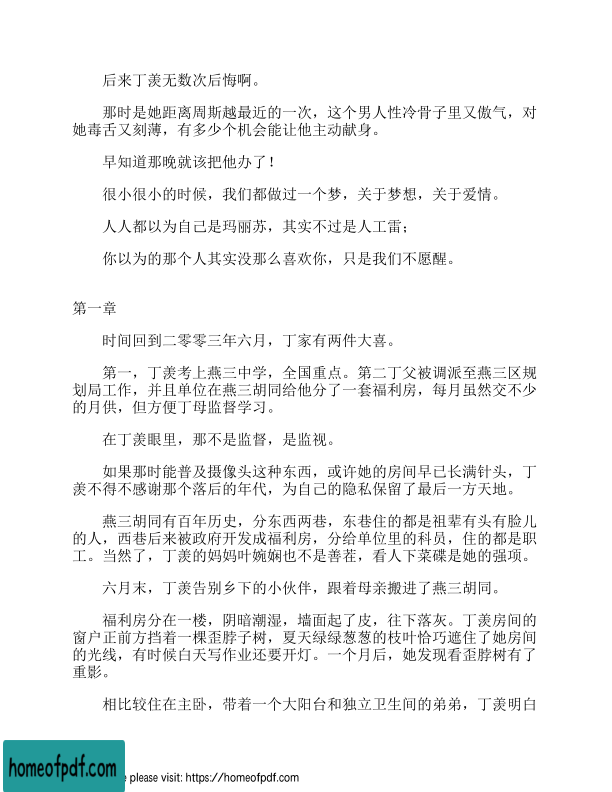 后来丁羡无数次后悔啊。
那时是她距离周斯越最近的一次，这个男人性冷骨子里又傲气，对
她毒舌又刻薄，有多少个机会能让他主动献身。
早知道那晚就该把他办了！
很小很小的时候，我们都做过一个梦，关于梦想，关于爱情。
人人都以为自己是玛丽苏，其实不过是人工雷；
你以为的那个人其实没那么喜欢你，只是我们不愿醒。
第一章
时间回到二零零三年六月，丁家有两件大喜。
第一，丁羡考上燕三中学，全国重点。第二丁父被调派至燕三区规
划局工作，并且单位在燕三胡同给他分了一套福利房，每月虽然交不少
的月供，但方便丁母监督学习。
在丁羡眼里，那不是监督，是监视。
如果那时能普及摄像头这种东西，或许她的房间早已长满针头，丁
羡不得不感谢那个落后的年代，为自己的隐私保留了最后一方天地。
燕三胡同有百年历史，分东西两巷，东巷住的都是祖辈有头有脸儿
的人，西巷后来被政府开发成福利房，分给单位里的科员，住的都是职
工。当然了，丁羡的妈妈叶婉娴也不是善茬，看人下菜碟是她的强项。
六月末，丁羡告别乡下的小伙伴，跟着母亲搬进了燕三胡同。
福利房分在一楼，阴暗潮湿，墙面起了皮，往下落灰。丁羡房间的
窗户正前方挡着一棵歪脖子树，夏天绿绿葱葱的枝叶恰巧遮住了她房间
的光线，有时候白天写作业还要开灯。一个月后，她发现看歪脖树有了
重影。
相比较住在主卧，带着一个大阳台和独立卫生间的弟弟，丁羡明白
homeofpdf.com
e please visit: https://homeofpdf.com